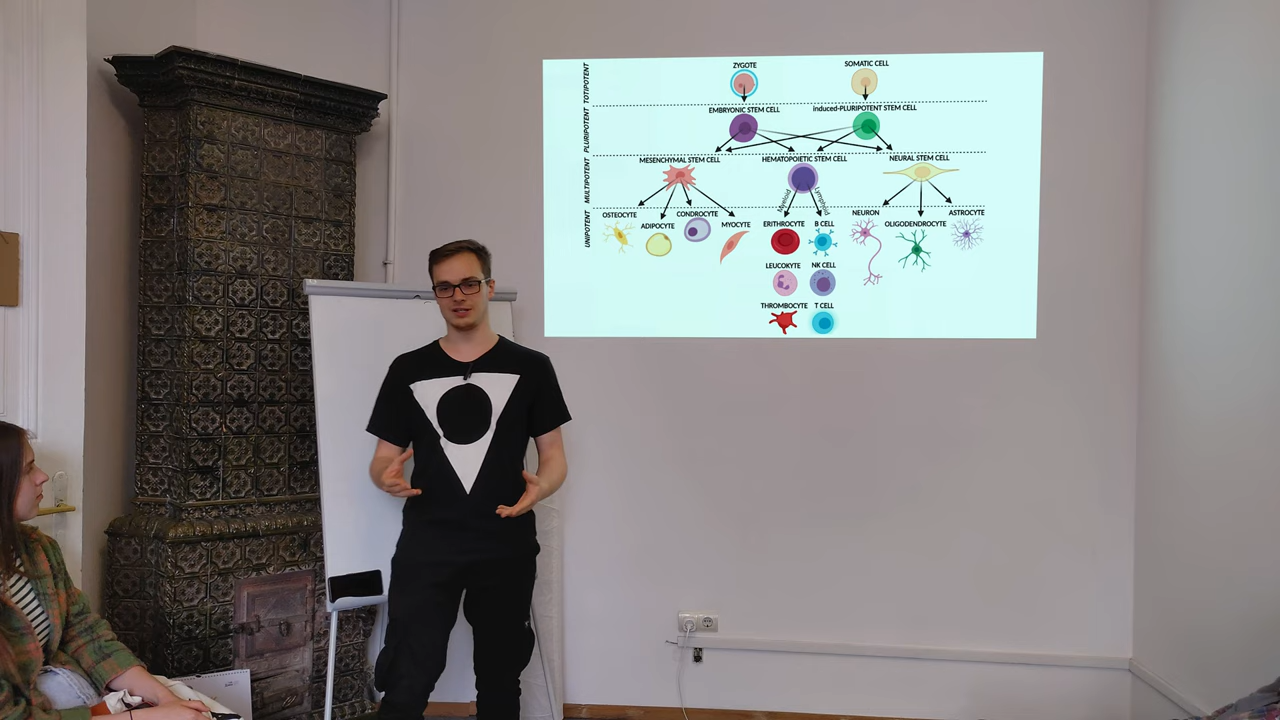 ZYGOTE
SOMATIC CELL
TOTIPOTENT
EMBRYONIC STEM CELL
induced-PLURIPOTENT STEM CELL
PLURIPOTENT
MESENCHYMAL STEM CELL
HEMATOPOIETIC STEM CELL
NEURAL STEM CELL
MULTIPOTENT
Myeloid
Lymphoid
UNIPOTENT
OSTEOCYTE
ADIPOCYTE
CONDROCYTE
MYOCYTE
ERITHROCYTE
B CELL
NEURON
OLIGODENDROCYTE
ASTROCYTE
LEUCOKYTE
NK CELL
THROMBOCYTE
T CELL